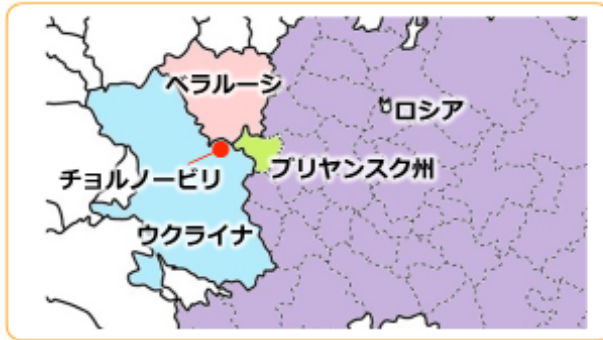 ベラルーシ
ロシア
チョルノービリ
ブリヤンスク州
ウクライナ